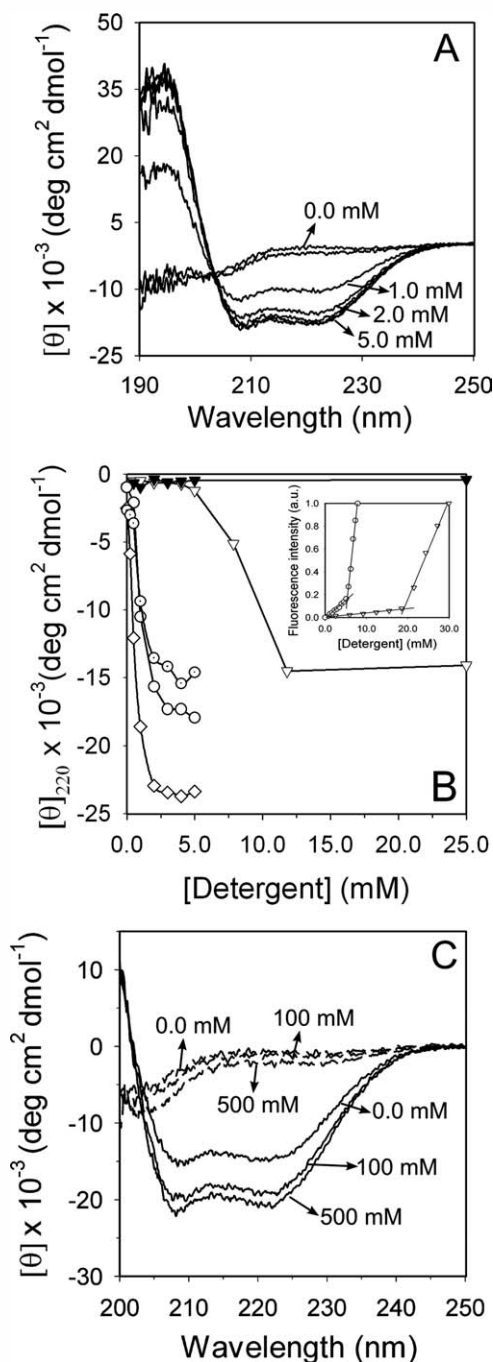 A
[θ] x 10⁻³ (deg cm² dmol⁻¹)
50
35
20
5
-10
-25
0.0 mM
1.0 mM
2.0 mM
5.0 mM
190
210
230
250
Wavelength (nm)
B
[θ]₂₂₀ x 10⁻³(deg cm² dmol⁻¹)
0
-5
-10
-15
-20
-25
Fluorescence intensity (a.u.)
1.0
0.8
0.6
0.4
0.2
0.0
0.0
10.0
20.0
30.0
[Detergent] (mM)
0.0
5.0
10.0
15.0
20.0
25.0
[Detergent] (mM)
C
[θ] x 10⁻³ (deg cm² dmol⁻¹)
10
0
-10
-20
-30
0.0 mM
100 mM
500 mM
0.0 mM
100 mM
500 mM
200
210
220
230
240
250
Wavelength (nm)